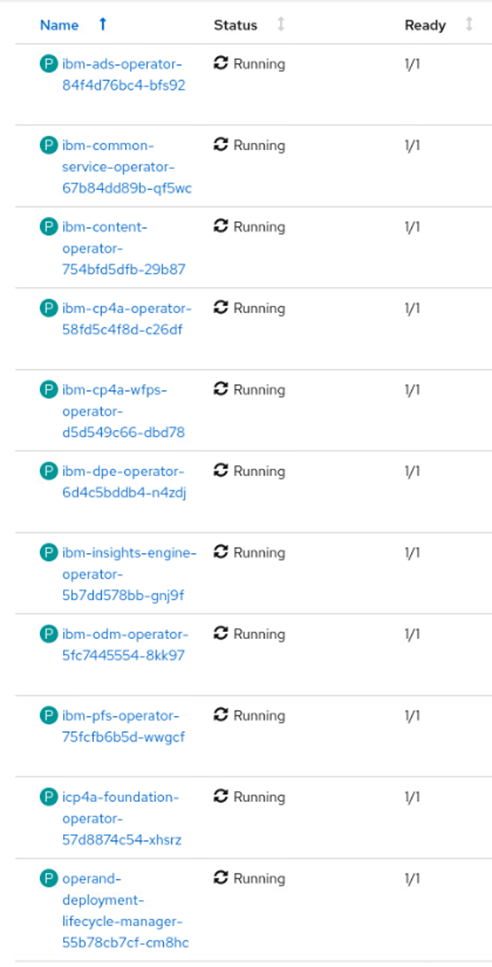 Name Status Ready
P ibm-ads-operator- Running 1/1
84f4d76bc4-bfs92
P ibm-common- Running 1/1
service-operator-
67b84dd89b-qf5wc
P ibm-content- Running 1/1
operator-
754bfd5dfb-29b87
P ibm-cp4a-operator- Running 1/1
58fd5c4f8d-c26df
P ibm-cp4a-wfps- Running 1/1
operator-
d5d549c66-dbd78
P ibm-dpe-operator- Running 1/1
6d4c5bddb4-n4zdj
P ibm-insights-engine- Running 1/1
operator-
5b7dd578bb-gnj9f
P ibm-odm-operator- Running 1/1
5fc7445554-8kk97
P ibm-pfs-operator- Running 1/1
75fcfb6b5d-wwgcf
P icp4a-foundation- Running 1/1
operator-
57d8874c54-xhsrz
P operand- Running 1/1
deployment-
lifecycle-manager-
55b78cb7cf-cm8hc